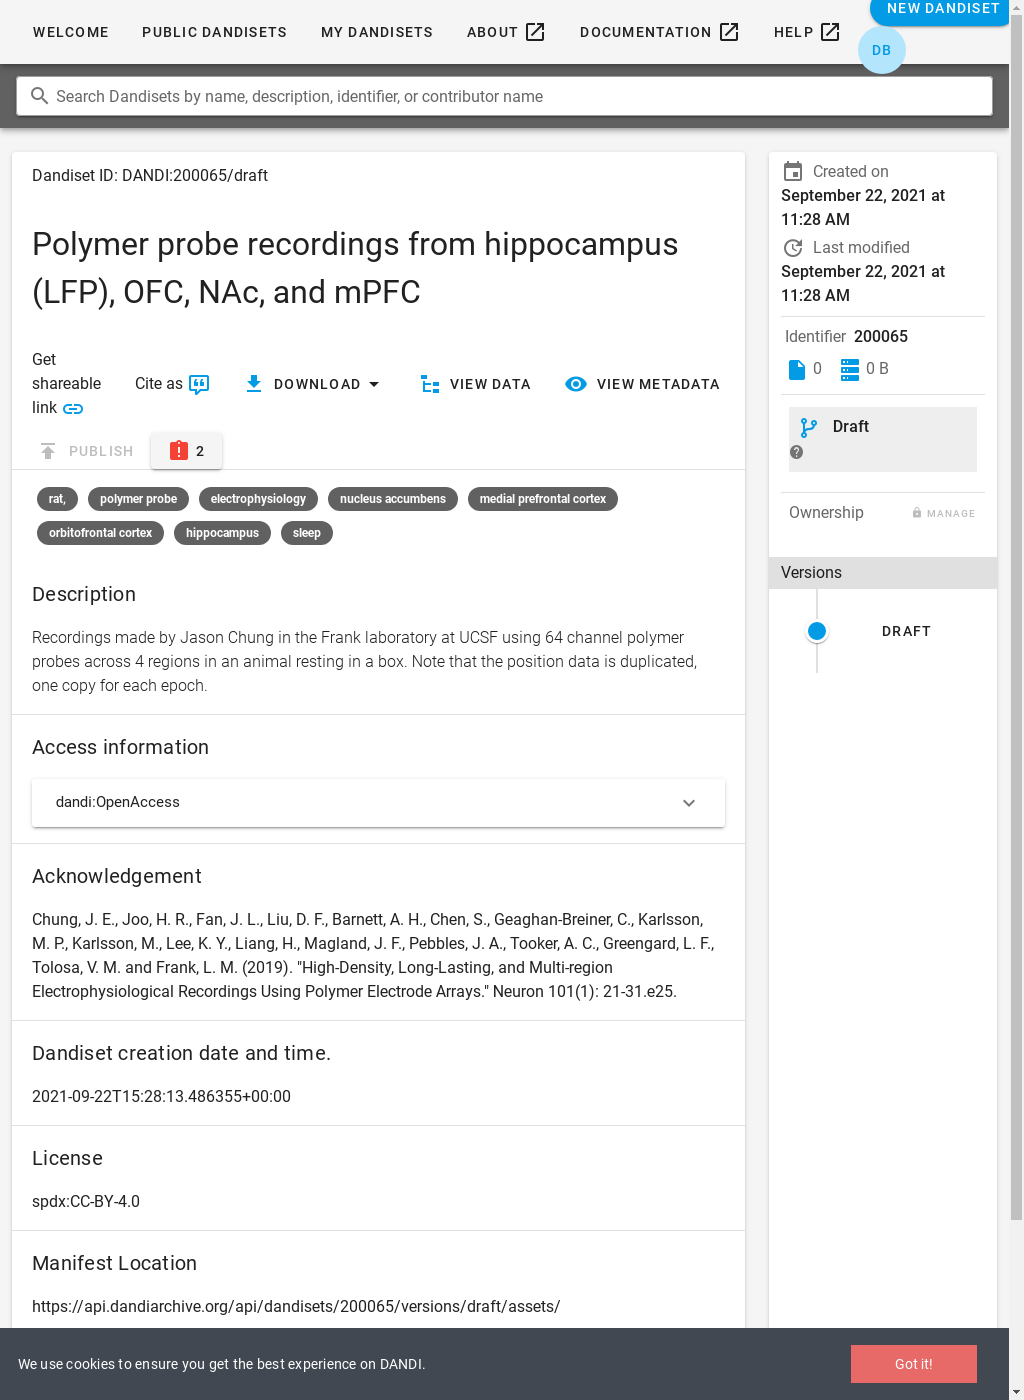 NEW DANDISET
WELCOME PUBLIC DANDISETS MY DANDISETS ABOUT DOCUMENTATION HELP
DB
Search Dandisets by name, description, identifier, or contributor name
Dandiset ID: DANDI:200065/draft
Polymer probe recordings from hippocampus
(LFP), OFC, NAc, and mPFC
Get
shareable
link
Cite as
DOWNLOAD
VIEW DATA
VIEW METADATA
PUBLISH
2
rat, polymer probe electrophysiology nucleus accumbens medial prefrontal cortex
orbitofrontal cortex hippocampus sleep
Description
Recordings made by Jason Chung in the Frank laboratory at UCSF using 64 channel polymer
probes across 4 regions in an animal resting in a box. Note that the position data is duplicated,
one copy for each epoch.
Access information
dandi:OpenAccess
Acknowledgement
Chung, J. E., Joo, H. R., Fan, J. L., Liu, D. F., Barnett, A. H., Chen, S., Geaghan-Breiner, C., Karlsson,
M. P., Karlsson, M., Lee, K. Y., Liang, H., Magland, J. F., Pebbles, J. A., Tooker, A. C., Greengard, L. F.,
Tolosa, V. M. and Frank, L. M. (2019). "High-Density, Long-Lasting, and Multi-region
Electrophysiological Recordings Using Polymer Electrode Arrays." Neuron 101(1): 21-31.e25.
Dandiset creation date and time.
2021-09-22T15:28:13.486355+00:00
License
spdx:CC-BY-4.0
Manifest Location
https://api.dandiarchive.org/api/dandisets/200065/versions/draft/assets/
Created on
September 22, 2021 at
11:28 AM
Last modified
September 22, 2021 at
11:28 AM
Identifier 200065
0 0 B
Draft
Ownership MANAGE
Versions
DRAFT
We use cookies to ensure you get the best experience on DANDI.
Got it!